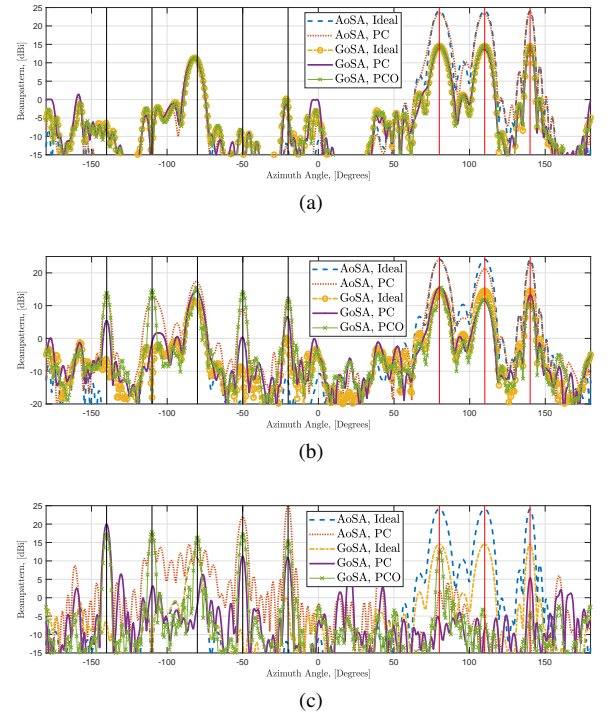 25
20
15
10
5
0
-5
-10
15
Beampattern, [dBi]
AoSA, Ideal
AoSA, PC
GoSA, Ideal
GoSA, PC
GoSA, PCO
-150 -100 -50 0 50 100 150
Azimuth Angle, [Degrees]
(a)
20
10
0
-10
-20
Beampattern, [dBi]
AoSA, Ideal
AoSA, PC
GoSA, Ideal
GoSA, PC
GoSA, PCO
-150 -100 -50 0 50 100 150
Azimuth Angle, [Degrees]
(b)
25
20
15
10
5
0
-5
-10
-15
Beampattern, [dBi]
AoSA, Ideal
AoSA, PC
GoSA, Ideal
GoSA, PC
GoSA, PCO
-150 -100 -50 0 50 100 150
Azimuth Angle, [Degrees]
(c)